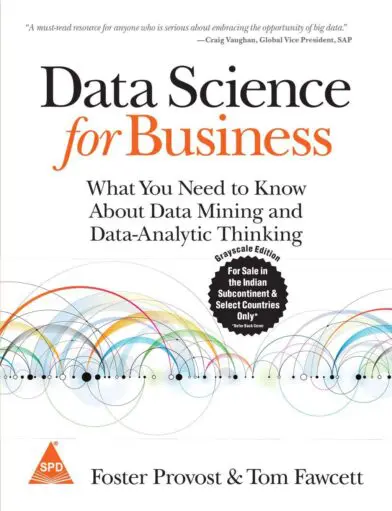 "A must-read resource for anyone who is serious about embracing the opportunity of big data."
—Craig Vaughan, Global Vice President, SAP
Data Science
for Business
What You Need to Know
About Data Mining and
Data-Analytic Thinking
Grayscale Edition
For Sale in
the Indian
Subcontinent &
Select Countries
Only*
*Refer Back Cover
SPD
Foster Provost & Tom Fawcett